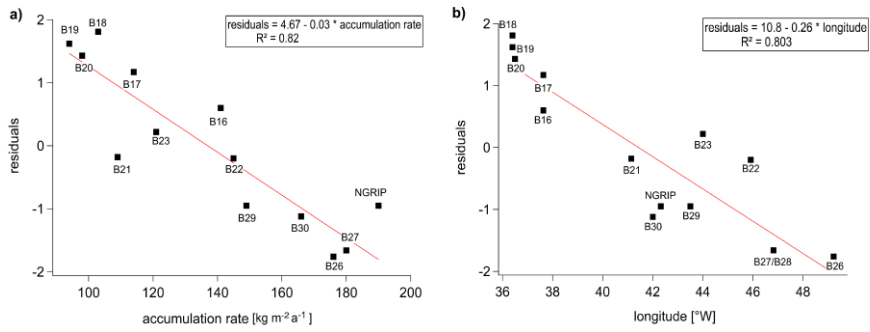 a)
residuals = 4.67 - 0.03 * accumulation rate
R² = 0.82
B19
B18
B20
B17
B16
B23
B21
B22
B29
NGRIP
B30
B27
B26
residuals
2
1
0
-1
-2
100
120
140
160
180
200
accumulation rate [kg m⁻² a⁻¹]
b)
residuals = 10.8 - 0.26 * longitude
R² = 0.803
B18
B19
B20
B17
B16
B23
B21
B22
NGRIP
B29
B30
B27/B28
B26
residuals
2
1
0
-1
-2
36
38
40
42
44
46
48
longitude [°W]